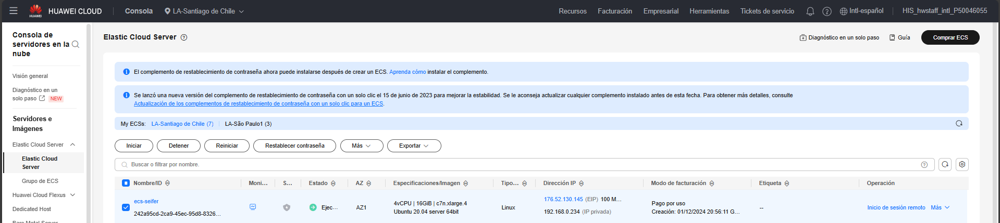 HUAWEI
HUAWEI CLOUD
Consola
LA-Santiago de Chile
Recursos
Facturación
Empresarial
Herramientas
Tickets de servicio
Intl-español
HIS_hwstaff_intl_P50046055
Consola de
servidores en la
nube
Visión general
Diagnóstico en un
solo paso NEW
Servidores e
Imágenes
Elastic Cloud Server
Elastic Cloud
Server
Grupo de ECS
Huawei Cloud Flexus
Dedicated Host
Bare Metal Server
Elastic Cloud Server
Diagnóstico en un solo paso
Guía
Comprar ECS
El complemento de restablecimiento de contraseña ahora puede instalarse después de crear un ECS. Aprenda cómo instalar el complemento.
Se lanzó una nueva versión del complemento de restablecimiento de contraseña con un solo clic el 15 de junio de 2023 para mejorar la estabilidad. Se le aconseja actualizar cualquier complemento instalado antes de esta fecha. Para obtener más detalles, consulte
Actualización de los complementos de restablecimiento de contraseña con un solo clic para un ECS.
My ECSs: LA-Santiago de Chile (7) LA-São Paulo1 (3)
Iniciar
Detener
Reiniciar
Restablecer contraseña
Más
Exportar
Buscar o filtrar por nombre.
Nombre/ID
Moni...
S...
Estado
AZ
Especificaciones/Imagen
Tipo...
Dirección IP
Modo de facturación
Etiqueta
Operación
ecs-seifer
242a95cd-2ca9-45ec-95d8-8326...
Ejec...
AZ1
4vCPU | 16GiB | c7n.xlarge.4
Ubuntu 20.04 server 64bit
Linux
176.52.130.145 (EIP) 100 M...
192.168.0.234 (IP privada)
Pago por uso
Creación: 01/12/2024 20:56:11 G...
--
Inicio de sesión remoto Más